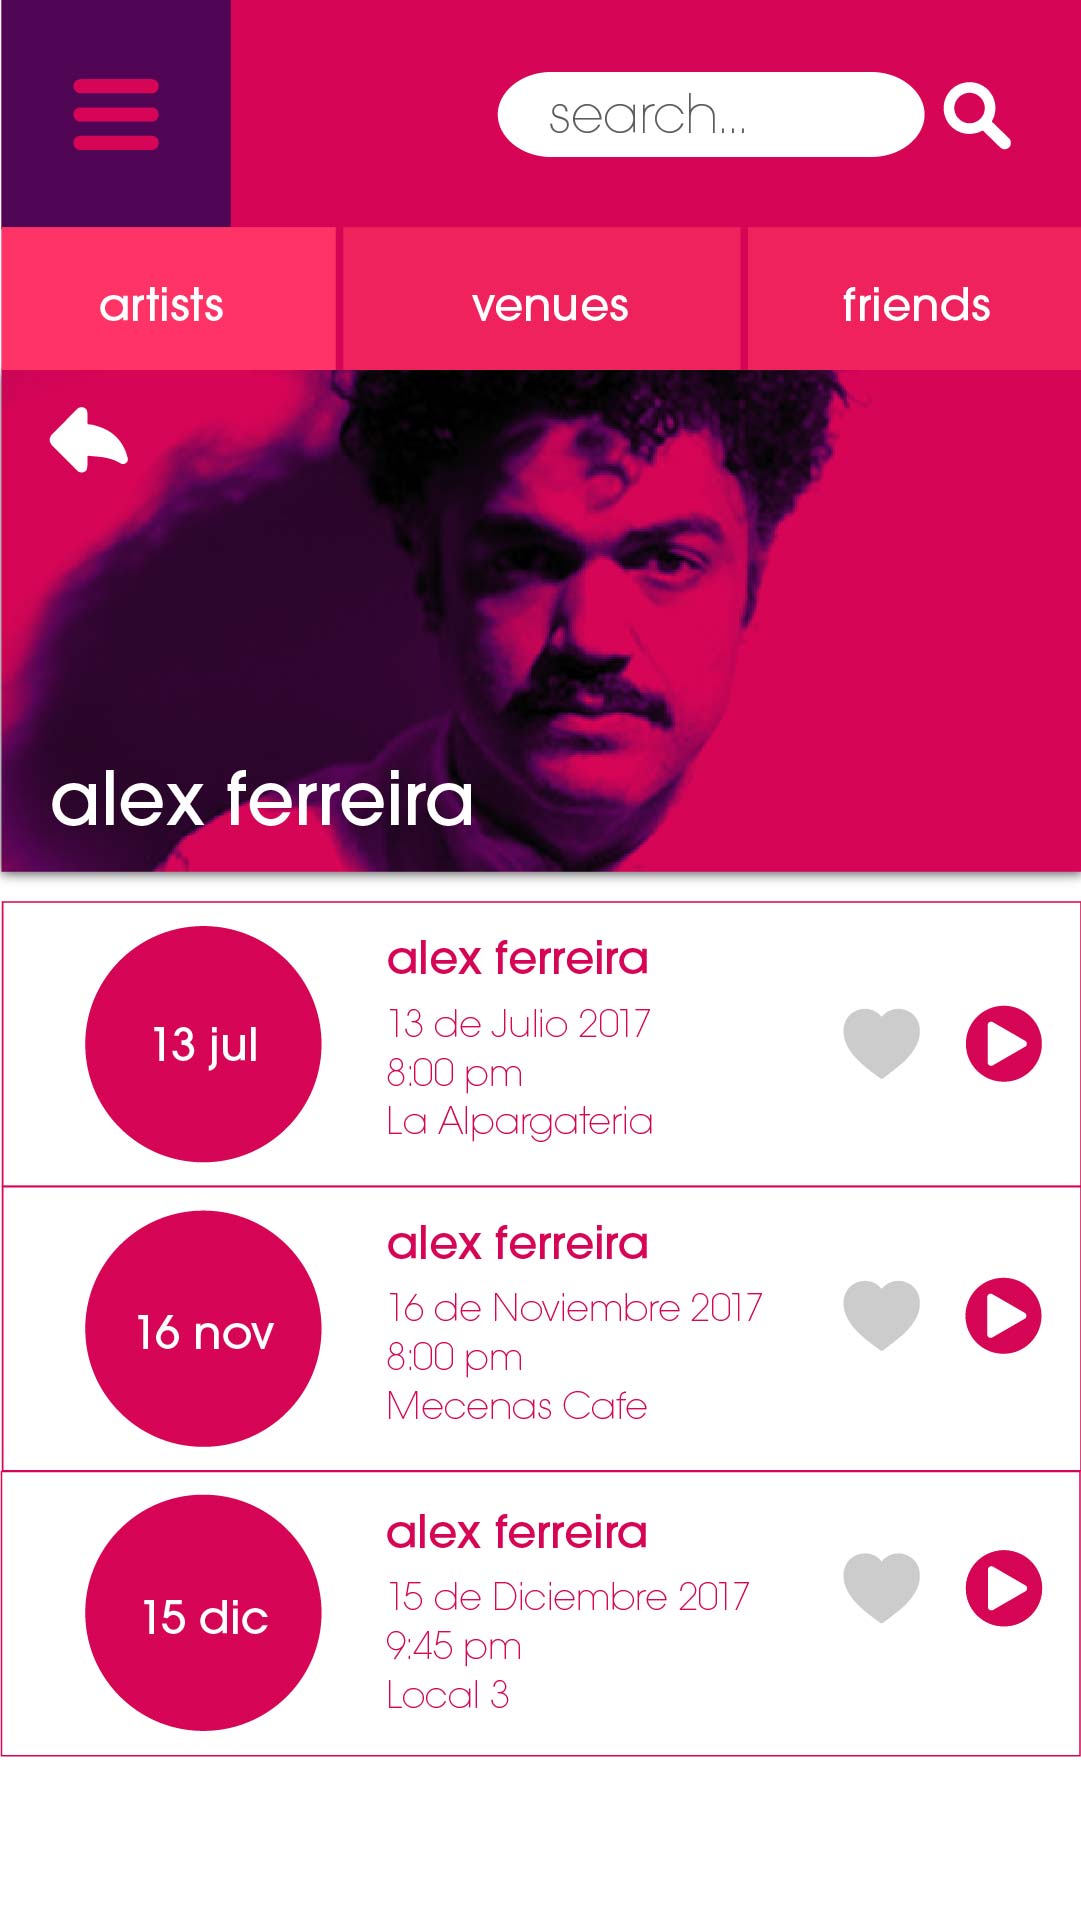 search...
artists
venues
friends
alex ferreira
13 jul
alex ferreira
13 de Julio 2017
8:00 pm
La Alpargateria
16 nov
alex ferreira
16 de Noviembre 2017
8:00 pm
Mecenas Cafe
15 dic
alex ferreira
15 de Diciembre 2017
9:45 pm
Local 3